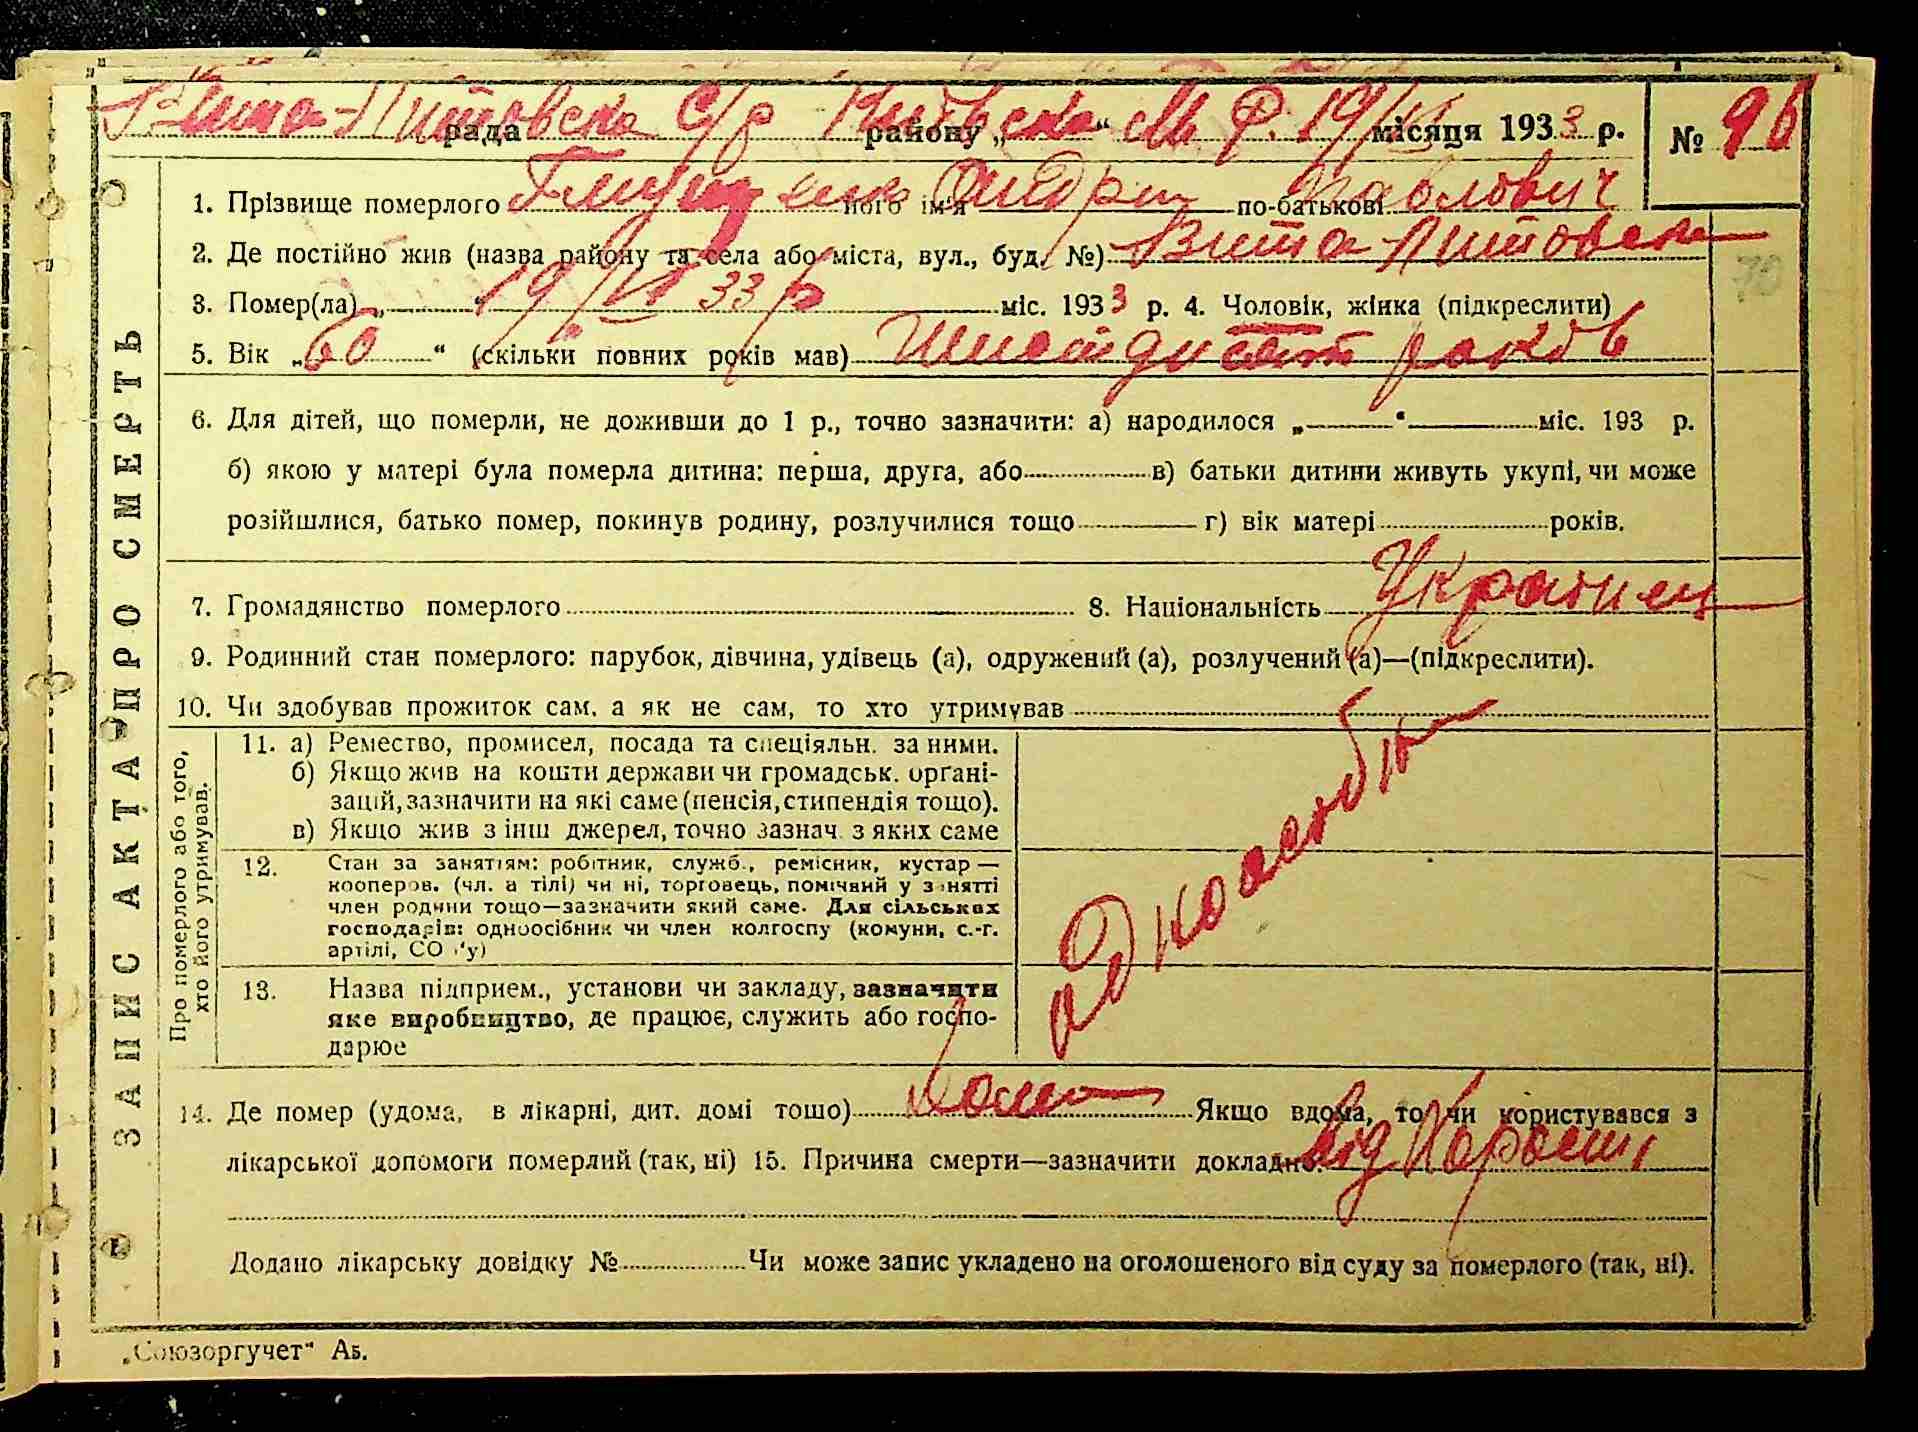 Вита-Литовська С/р Київська М. Р. 19/VI
рада району „ “ місяця 1933 р. № 96
1. Прізвище померлого Глущенко його ім'я Андрій по-батькові Павлович
2. Де постійно жив (назва району та села або міста, вул., буд. №) Вита-Литовська
3. Помер(ла) „ 19/VI 33 р міс. 1933 р. 4. Чоловік, жінка (підкреслити)
5. Вік „60“ (скільки повних років мав) Шистдисят роков
6. Для дітей, що померли, не доживши до 1 р., точно зазначити: а) народилося „ “ міс. 193 р.
б) якою у матері була померла дитина: перша, друга, або в) батьки дитини живуть укупі, чи може
розійшлися, батько помер, покинув родину, розлучилися тощо г) вік матері років.
7. Громадянство померлого 8. Національність Украинец
9. Родинний стан померлого: парубок, дівчина, удівець (а), одружений (а), розлучений (а)—(підкреслити).
10. Чи здобував прожиток сам, а як не сам, то хто утримував
ЗАПИС АКТА ПРО СМЕРТЬ
Про померлого або того,
хто його утримував.
11. а) Ремество, промисел, посада та спеціяльн. за ними.
б) Якщо жив на кошти держави чи громадськ. органі-
зацій, зазначити на які саме (пенсія, стипендія тощо).
в) Якщо жив з інш джерел, точно зазнач. з яких саме
12. Стан за заняттям: робітник, служб., ремісник, кустар —
кооперов. (чл. а тілі) чи ні, торговець, помічний у занятті
член родини тощо—зазначити який саме. Для сільських
господарів: одноосібник чи член колгоспу (комуни, с.-г.
артілі, СО у)
13. Назва підприєм., установи чи закладу, зазначити
яке виробництво, де працює, служить або госпо-
дарює
14. Де помер (удома, в лікарні, дит. домі тощо) Дома Якщо вдома, то чи користувався з
лікарської допомоги померлий (так, ні) 15. Причина смерти—зазначити докладно: від
Додано лікарську довідку № Чи може запис укладено на оголошеного від суду за померлого (так, ні).
„Союзоргучет“ Аб.
70